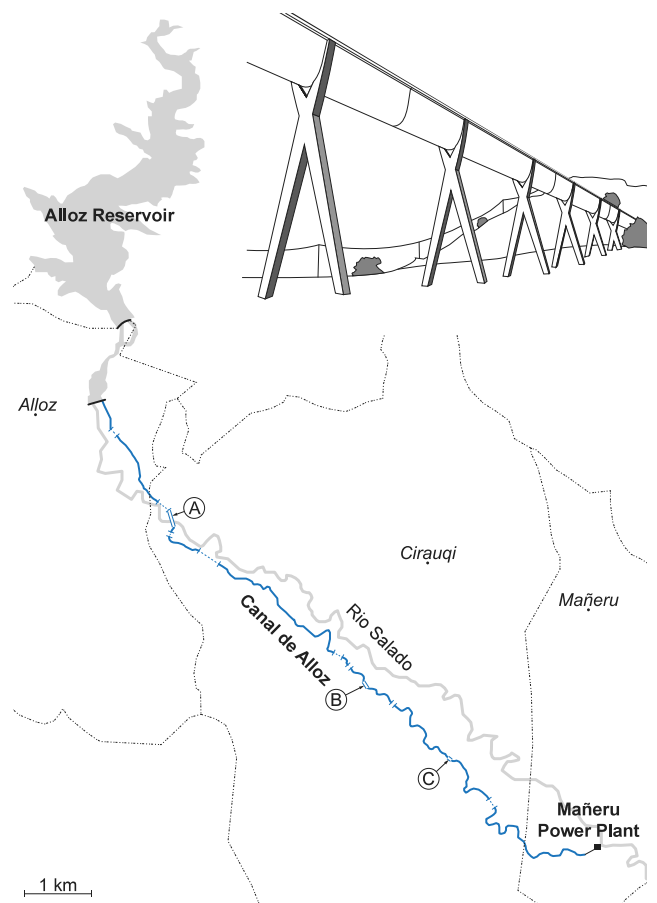 Alloz Reservoir
Alloz
A
Cirauqi
Mañeru
Rio Salado
Canal de Alloz
B
C
Mañeru
Power Plant
1 km